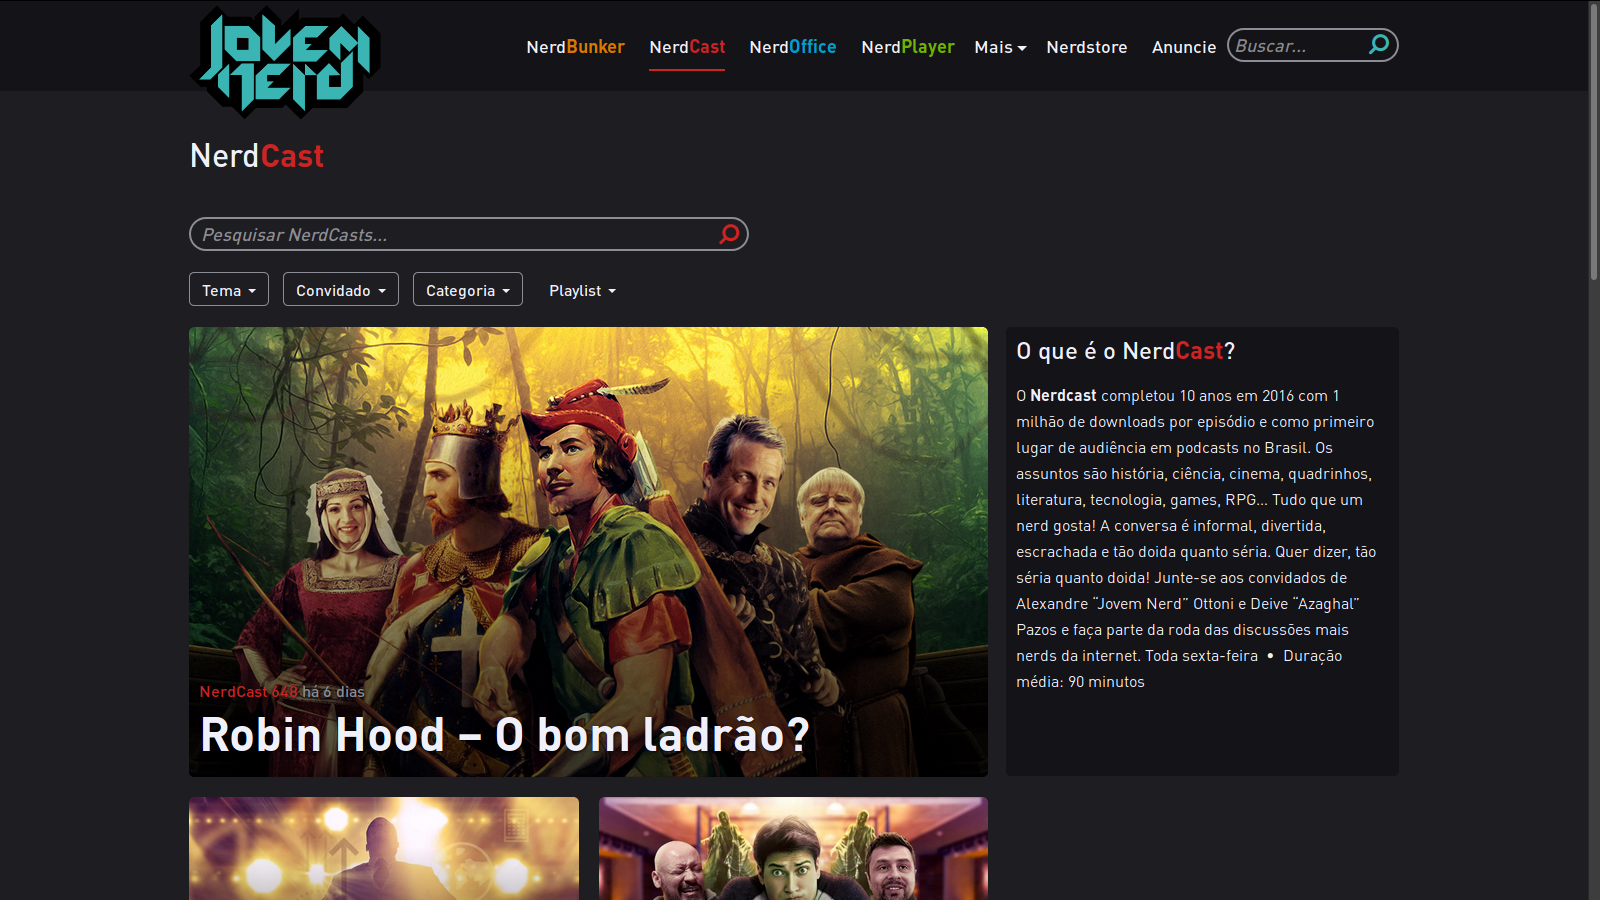 JOVEM
NERD
NerdBunker NerdCast NerdOffice NerdPlayer Mais Nerdstore Anuncie Buscar...
NerdCast
Pesquisar NerdCasts...
Tema Convidado Categoria Playlist
NerdCast 648 há 6 dias
Robin Hood – O bom ladrão?
O que é o NerdCast?
O Nerdcast completou 10 anos em 2016 com 1
milhão de downloads por episódio e como primeiro
lugar de audiência em podcasts no Brasil. Os
assuntos são história, ciência, cinema, quadrinhos,
literatura, tecnologia, games, RPG... Tudo que um
nerd gosta! A conversa é informal, divertida,
escrachada e tão doida quanto séria. Quer dizer, tão
séria quanto doida! Junte-se aos convidados de
Alexandre “Jovem Nerd” Ottoni e Deive “Azaghal”
Pazos e faça parte da roda das discussões mais
nerds da internet. Toda sexta-feira • Duração
média: 90 minutos